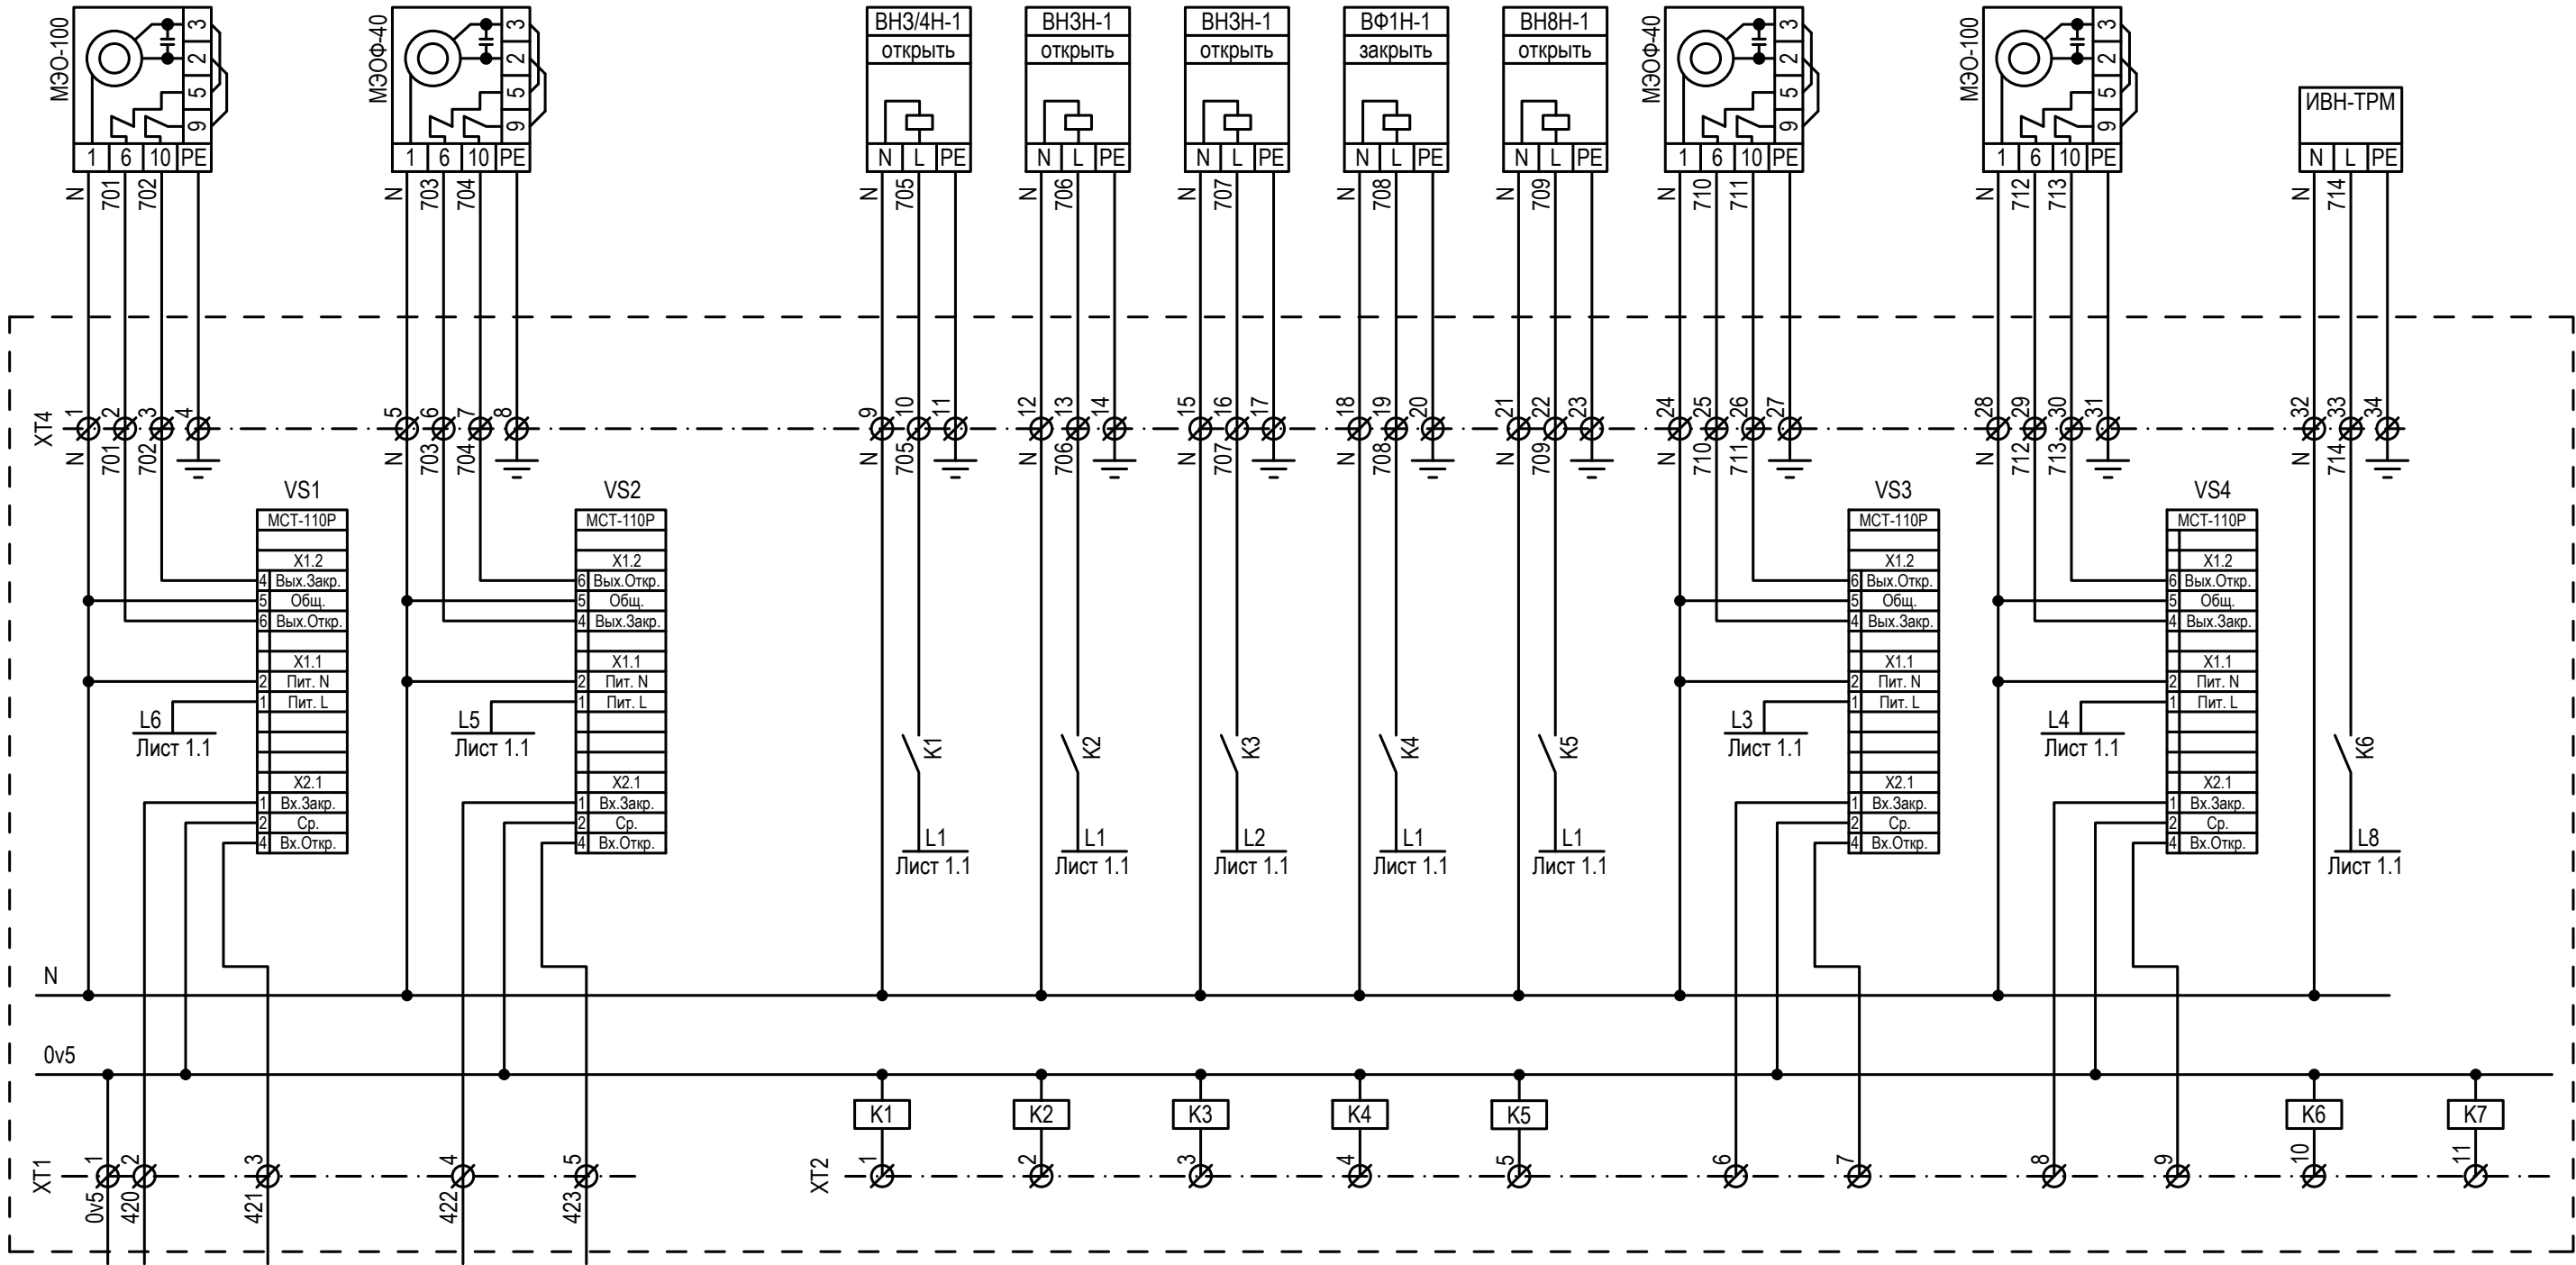 МЭО-100
3
2
5
9
1 6 10 PE
МЭОФ-40
3
2
5
9
1 6 10 PE
ВН3/4Н-1
открыть
N L PE
ВН3Н-1
открыть
N L PE
ВН3Н-1
открыть
N L PE
ВФ1Н-1
закрыть
N L PE
ВН8Н-1
открыть
N L PE
МЭОФ-40
3
2
5
9
1 6 10 PE
МЭО-100
3
2
5
9
1 6 10 PE
ИВН-ТРМ
N L PE
N 701 702
N 703 704
N 705
N 706
N 707
N 708
N 709
N 710 711
N 712 713
N 714
XT4
1 2 3 4 5 6 7 8 9 10 11 12 13 14 15 16 17 18 19 20 21 22 23 24 25 26 27 28 29 30 31 32 33 34
N 701 702
N 703 704
N 705
N 706
N 707
N 708
N 709
N 710 711
N 712 713
N 714
VS1
МСТ-110Р
X1.2
4 Вых.Закр.
5 Общ.
6 Вых.Откр.
X1.1
2 Пит. N
1 Пит. L
X2.1
1 Вх.Закр.
2 Ср.
4 Вх.Откр.
L6
Лист 1.1
VS2
МСТ-110Р
X1.2
6 Вых.Откр.
5 Общ.
4 Вых.Закр.
X1.1
2 Пит. N
1 Пит. L
X2.1
1 Вх.Закр.
2 Ср.
4 Вх.Откр.
L5
Лист 1.1
K1
L1
Лист 1.1
K2
L1
Лист 1.1
K3
L2
Лист 1.1
K4
L1
Лист 1.1
K5
L1
Лист 1.1
VS3
МСТ-110Р
X1.2
6 Вых.Откр.
5 Общ.
4 Вых.Закр.
X1.1
2 Пит. N
1 Пит. L
X2.1
1 Вх.Закр.
2 Ср.
4 Вх.Откр.
L3
Лист 1.1
VS4
МСТ-110Р
X1.2
6 Вых.Откр.
5 Общ.
4 Вых.Закр.
X1.1
2 Пит. N
1 Пит. L
X2.1
1 Вх.Закр.
2 Ср.
4 Вх.Откр.
L4
Лист 1.1
K6
L8
Лист 1.1
N
0v5
K1 K2 K3 K4 K5 K6 K7
XT1
1 2 3 4 5
0v5 420 421 422 423
XT2
1 2 3 4 5 6 7 8 9 10 11